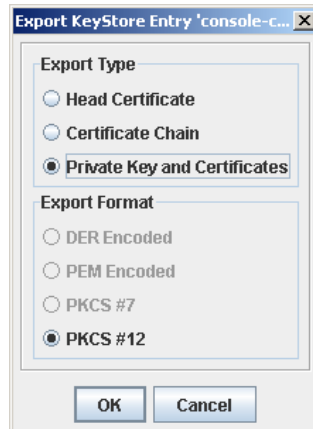 Export KeyStore Entry 'console-c...
Export Type
Head Certificate
Certificate Chain
Private Key and Certificates
Export Format
DER Encoded
PEM Encoded
PKCS #7
PKCS #12
OK Cancel